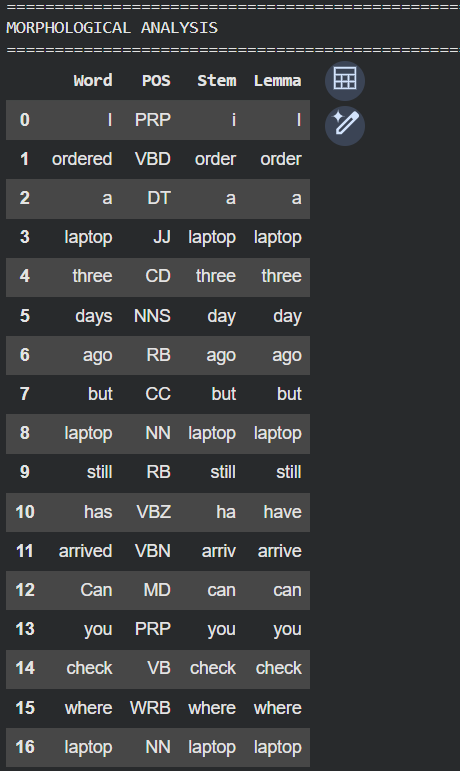 ==================================================
MORPHOLOGICAL ANALYSIS
==================================================
Word POS Stem Lemma
0 I PRP i I
1 ordered VBD order order
2 a DT a a
3 laptop JJ laptop laptop
4 three CD three three
5 days NNS day day
6 ago RB ago ago
7 but CC but but
8 laptop NN laptop laptop
9 still RB still still
10 has VBZ ha have
11 arrived VBN arriv arrive
12 Can MD can can
13 you PRP you you
14 check VB check check
15 where WRB where where
16 laptop NN laptop laptop